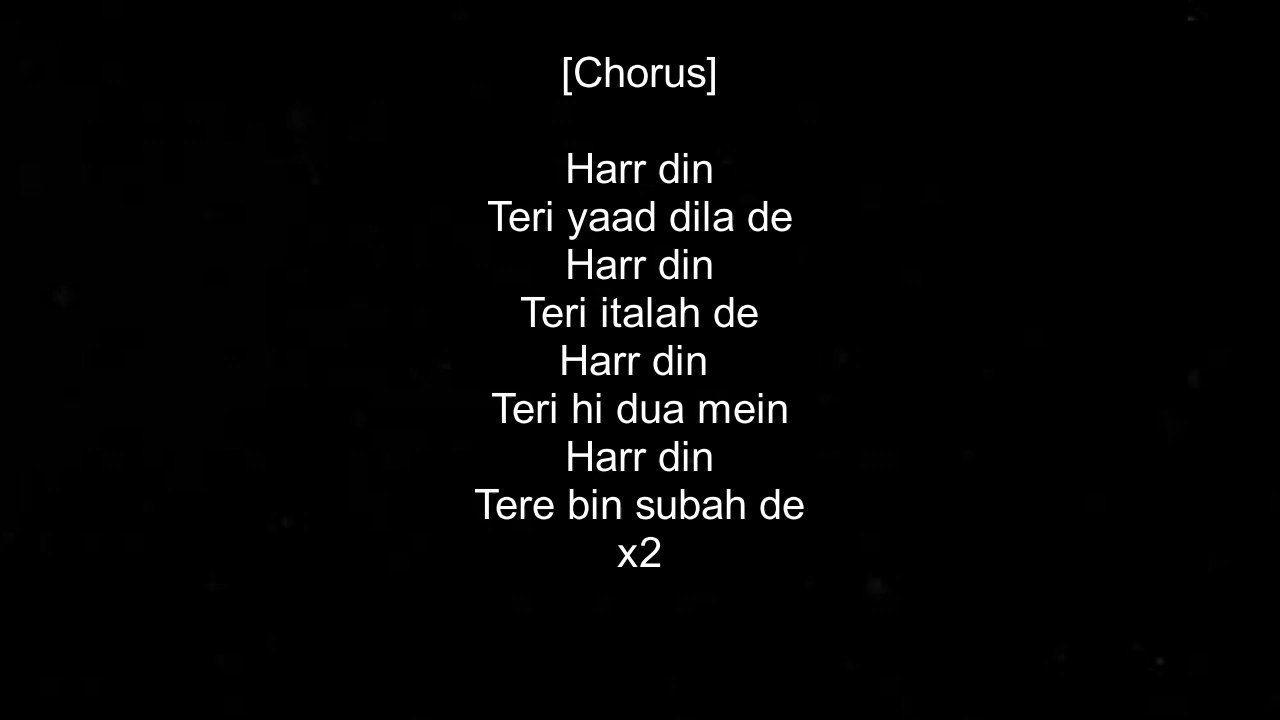 [Chorus]
Harr din
Teri yaad dila de
Harr din
Teri italah de
Harr din
Teri hi dua mein
Harr din
Tere bin subah de
x2